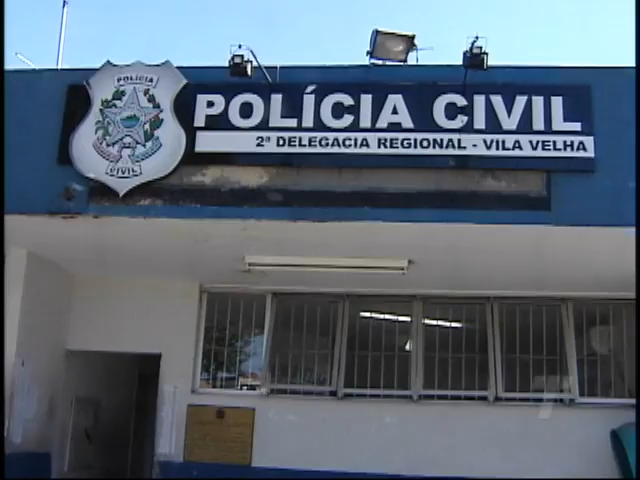 POLÍCIA
CIVIL
POLÍCIA CIVIL
2ª DELEGACIA REGIONAL - VILA VELHA